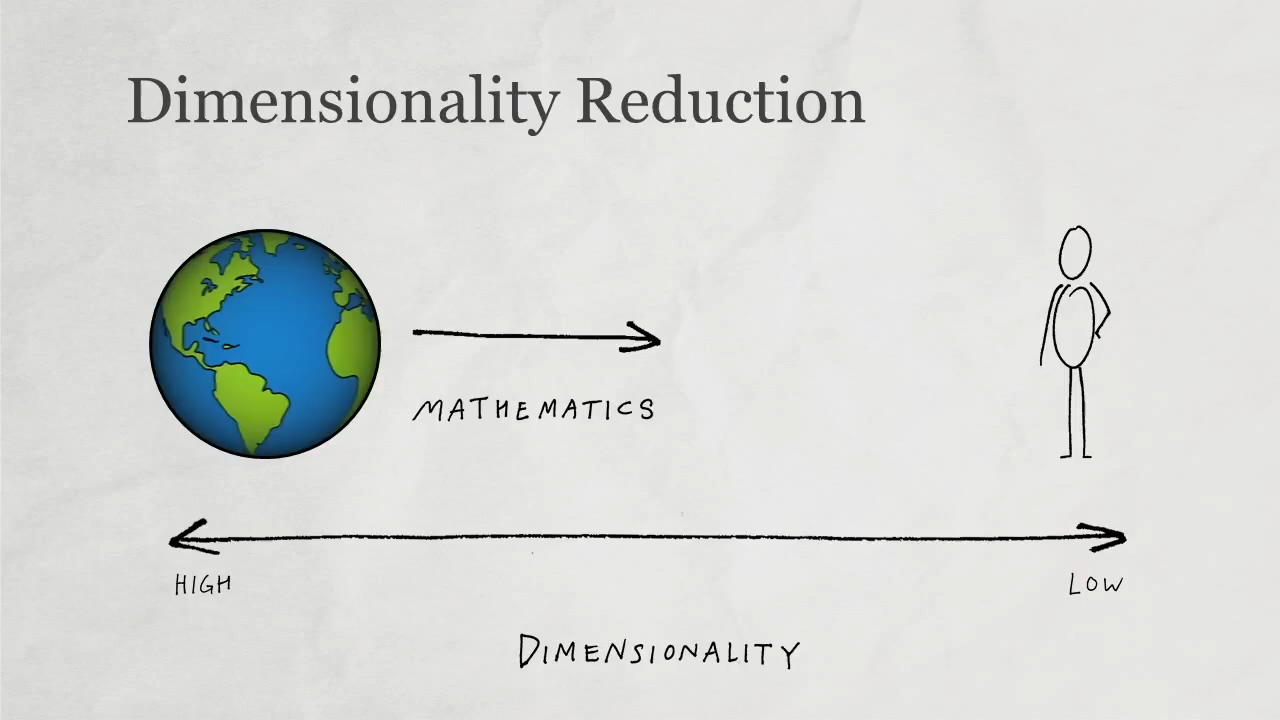 Dimensionality Reduction
MATHEMATICS
HIGH
LOW
DIMENSIONALITY